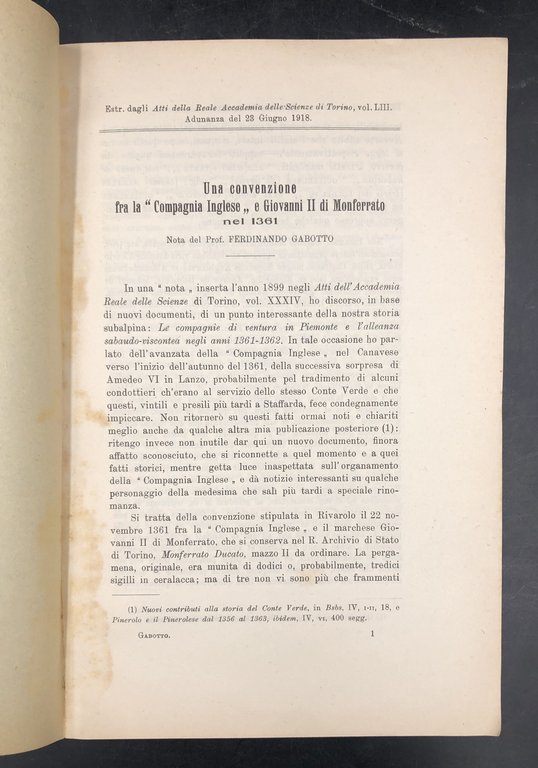 Estr. dagli Atti della Reale Accademia delle Scienze di Torino, vol. LIII.
Adunanza del 23 Giugno 1918.
Una convenzione
fra la “ Compagnia Inglese „ e Giovanni II di Monferrato
nel 1361
Nota del Prof. FERDINANDO GABOTTO
In una “ nota „ inserta l'anno 1899 negli Atti dell'Accademia
Reale delle Scienze di Torino, vol. XXXIV, ho discorso, in base
di nuovi documenti, di un punto interessante della nostra storia
subalpina: Le compagnie di ventura in Piemonte e l'alleanza
sabaudo-viscontea negli anni 1361-1362. In tale occasione ho par-
lato dell'avanzata della “ Compagnia Inglese „ nel Canavese
verso l'inizio dell'autunno del 1361, della successiva sorpresa di
Amedeo VI in Lanzo, probabilmente pel tradimento di alcuni
condottieri ch'erano al servizio dello stesso Conte Verde e che
questi, vintili e presili più tardi a Staffarda, fece condegnamente
impiccare. Non ritornerò su questi fatti ormai noti e chiariti
meglio anche da qualche altra mia publicazione posteriore (1):
ritengo invece non inutile dar qui un nuovo documento, finora
affatto sconosciuto, che si riconnette a quel momento e a quei
fatti storici, mentre getta luce inaspettata sull'organamento
della “ Compagnia Inglese „ e dà notizie interessanti su qualche
personaggio della medesima che salì più tardi a speciale rino-
manza.
Si tratta della convenzione stipulata in Rivarolo il 22 no-
vembre 1361 fra la “ Compagnia Inglese „ e il marchese Gio-
vanni II di Monferrato, che si conserva nel R. Archivio di Stato
di Torino, Monferrato Ducato, mazzo II da ordinare. La perga-
mena, originale, era munita di dodici o, probabilmente, tredici
sigilli in ceralacca; ma di tre non vi sono più che frammenti
(1) Nuovi contributi alla storia del Conte Verde, in Bsbs. IV, I-II, 18, e
Pinerolo e il Pinerolese dal 1356 al 1363, ibidem, IV, VI, 400 segg.
GABOTTO. 1